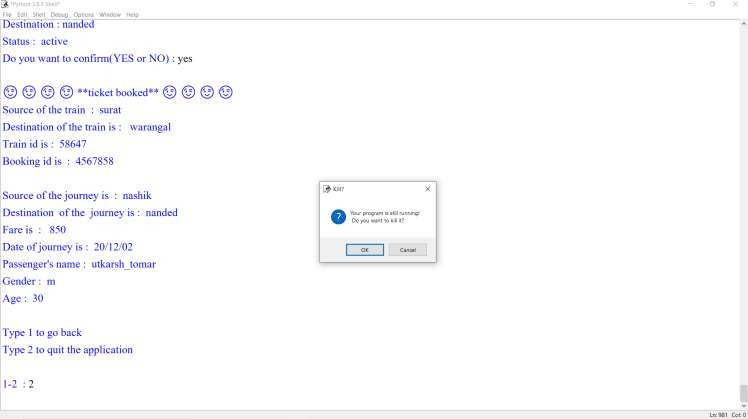 *Python 3.8.5 Shell*
File Edit Shell Debug Options Window Help
Destination : nanded
Status : active
Do you want to confirm(YES or NO) : yes
**ticket booked**
Source of the train : surat
Destination of the train is : warangal
Train id is : 58647
Booking id is : 4567858
Source of the journey is : nashik
Destination of the journey is : nanded
Fare is : 850
Date of journey is : 20/12/02
Passenger's name : utkarsh_tomar
Gender : m
Age : 30
Type 1 to go back
Type 2 to quit the application
1-2 : 2
Kill?
Your program is still running!
Do you want to kill it?
OK Cancel
Ln: 981 Col: 0